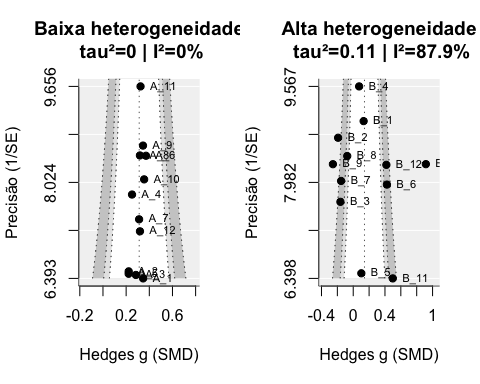 Baixa heterogeneidade
tau²=0 | I²=0%
Alta heterogeneidade
tau²=0.11 | I²=87.9%
Precisão (1/SE)
9.656
8.024
6.393
A_11
A_9
A_10
A_4
A_7
A_12
A_1
-0.2
0.2
0.6
Hedges g (SMD)
Precisão (1/SE)
9.567
7.982
6.398
B_4
B_1
B_2
B_8
B_9
B_12
B_7
B_6
B_3
B_5
B_11
-0.4
0
0.4
1
Hedges g (SMD)